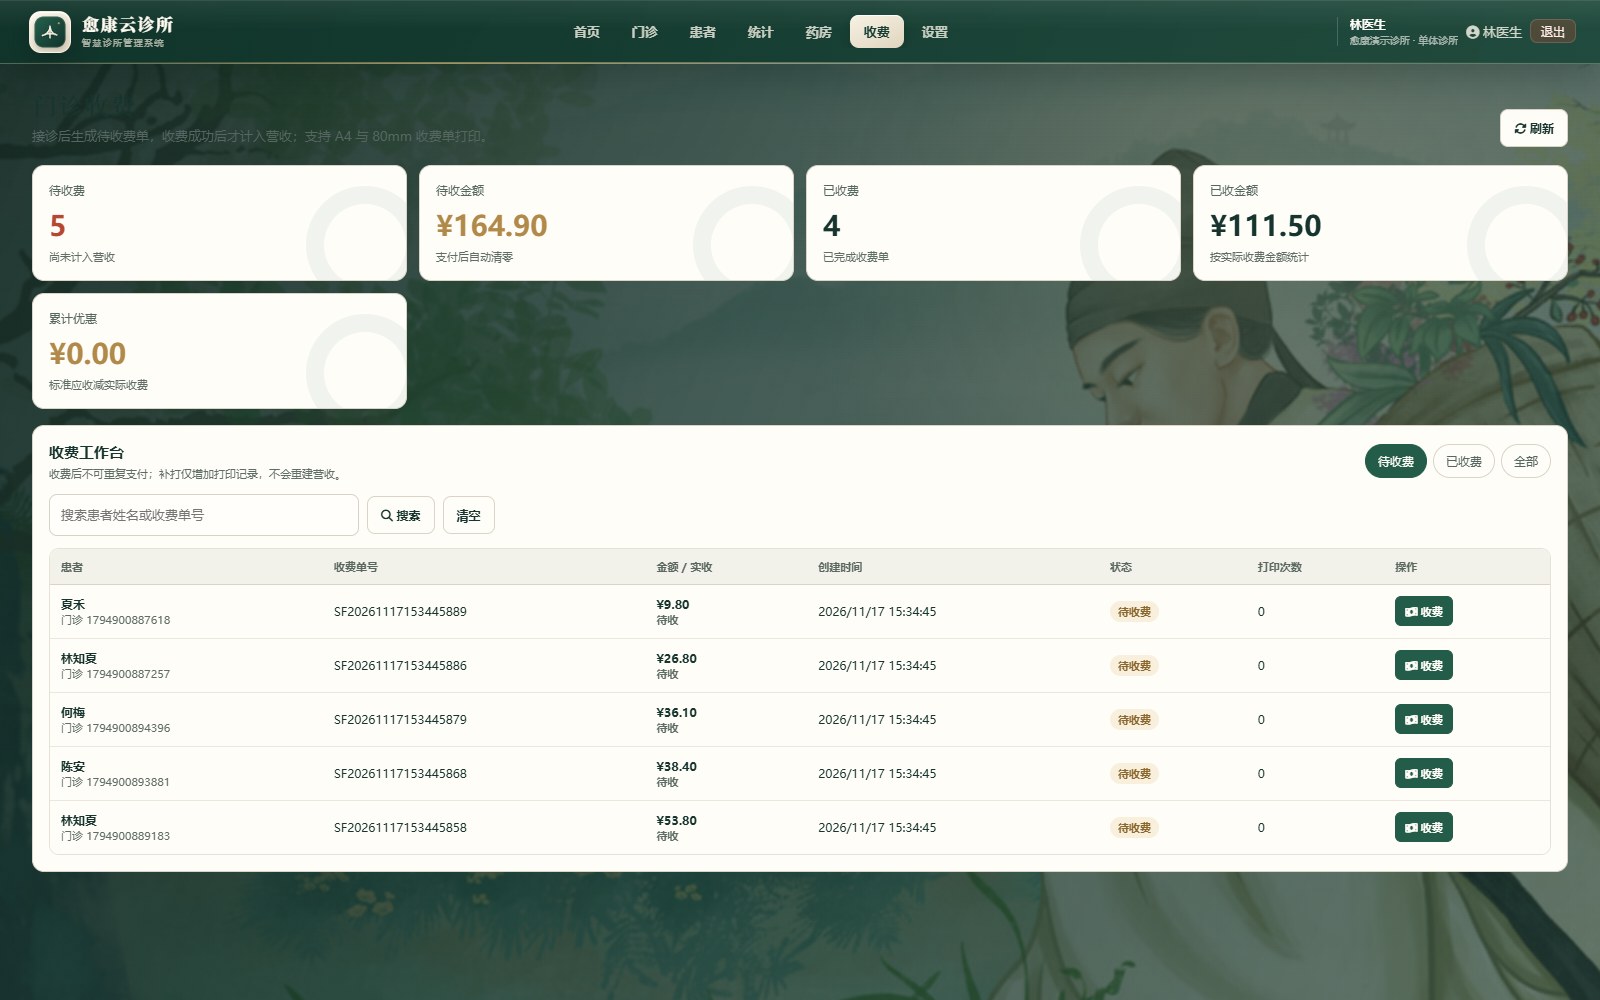 愈康云诊所
智慧诊所管理系统
首页 门诊 患者 统计 药房 收费 设置
林医生
愈康演示诊所 · 单体诊所
林医生
退出
门诊收费
接诊后生成待收费单，收费成功后才计入营收；支持 A4 与 80mm 收费单打印。
刷新
待收费
5
尚未计入营收
待收金额
¥164.90
支付后自动清零
已收费
4
已完成收费单
已收金额
¥111.50
按实际收费金额统计
累计优惠
¥0.00
标准应收减实际收费
收费工作台
收费后不可重复支付；补打仅增加打印记录，不会重建营收。
待收费 已收费 全部
搜索患者姓名或收费单号 搜索 清空
患者 收费单号 金额 / 实收 创建时间 状态 打印次数 操作
夏禾
门诊 1794900887618
SF20261117153445889
¥9.80
待收
2026/11/17 15:34:45
待收费
0
收费
林知夏
门诊 1794900887257
SF20261117153445886
¥26.80
待收
2026/11/17 15:34:45
待收费
0
收费
何梅
门诊 1794900894396
SF20261117153445879
¥36.10
待收
2026/11/17 15:34:45
待收费
0
收费
陈安
门诊 1794900893881
SF20261117153445868
¥38.40
待收
2026/11/17 15:34:45
待收费
0
收费
林知夏
门诊 1794900889183
SF20261117153445858
¥53.80
待收
2026/11/17 15:34:45
待收费
0
收费